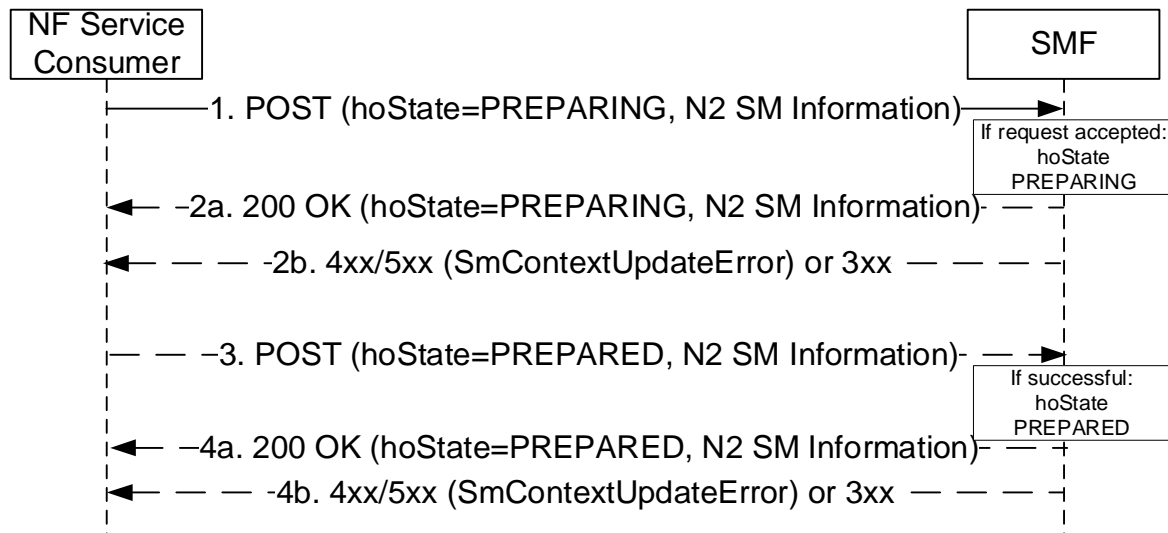 NF Service
Consumer
SMF
1. POST (hoState=PREPARING, N2 SM Information)
If request accepted:
hoState
PREPARING
2a. 200 OK (hoState=PREPARING, N2 SM Information)
2b. 4xx/5xx (SmContextUpdateError) or 3xx
3. POST (hoState=PREPARED, N2 SM Information)
If successful:
hoState
PREPARED
4a. 200 OK (hoState=PREPARED, N2 SM Information)
4b. 4xx/5xx (SmContextUpdateError) or 3xx